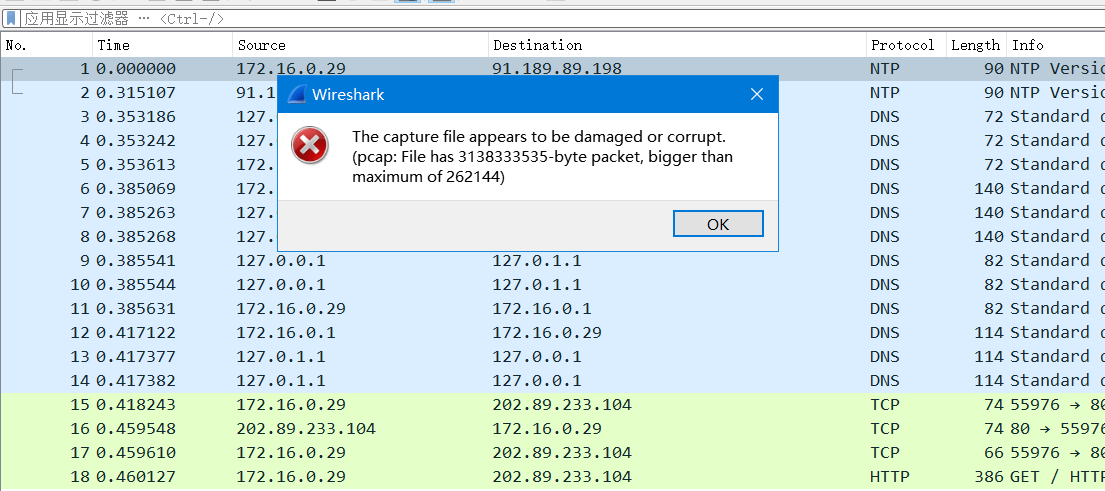 应用显示过滤器 … <Ctrl-/>
No. Time Source Destination Protocol Length Info
1 0.000000 172.16.0.29 91.189.89.198 NTP 90 NTP Versio
2 0.315107 91.1 NTP 90 NTP Versio
3 0.353186 127. DNS 72 Standard q
4 0.353242 127. DNS 72 Standard q
5 0.353613 172. DNS 72 Standard q
6 0.385069 172. DNS 140 Standard q
7 0.385263 127. DNS 140 Standard q
8 0.385268 127. DNS 140 Standard q
Wireshark
The capture file appears to be damaged or corrupt.
(pcap: File has 3138333535-byte packet, bigger than
maximum of 262144)
OK
9 0.385541 127.0.0.1 127.0.1.1 DNS 82 Standard q
10 0.385544 127.0.0.1 127.0.1.1 DNS 82 Standard q
11 0.385631 172.16.0.29 172.16.0.1 DNS 82 Standard q
12 0.417122 172.16.0.1 172.16.0.29 DNS 114 Standard q
13 0.417377 127.0.1.1 127.0.0.1 DNS 114 Standard q
14 0.417382 127.0.1.1 127.0.0.1 DNS 114 Standard q
15 0.418243 172.16.0.29 202.89.233.104 TCP 74 55976 → 80
16 0.459548 202.89.233.104 172.16.0.29 TCP 74 80 → 55976
17 0.459610 172.16.0.29 202.89.233.104 TCP 66 55976 → 80
18 0.460127 172.16.0.29 202.89.233.104 HTTP 386 GET / HTTP